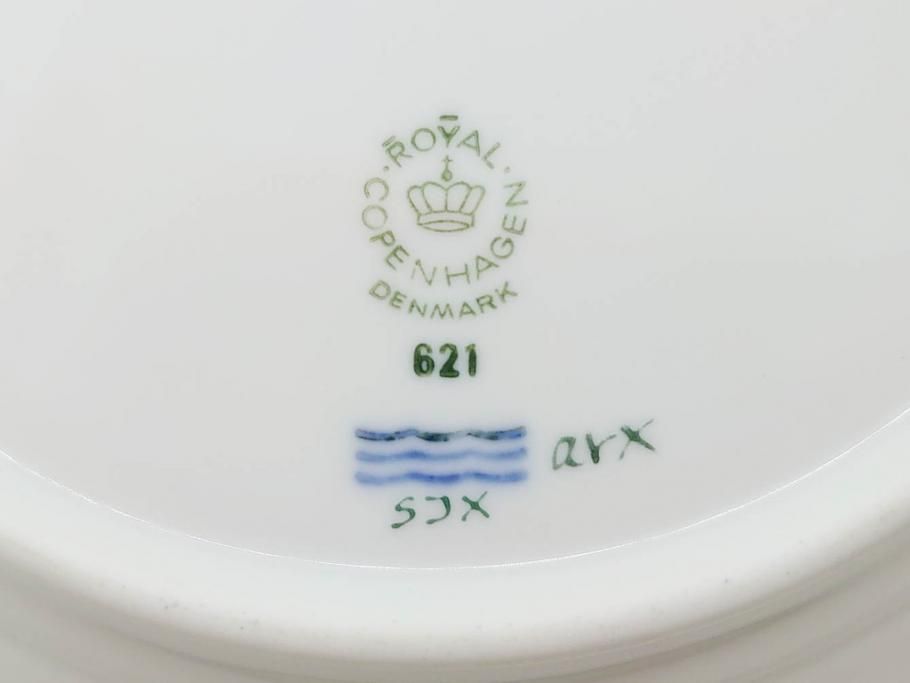 ROYAL
COPENHAGEN
DENMARK
621
arx
SJX